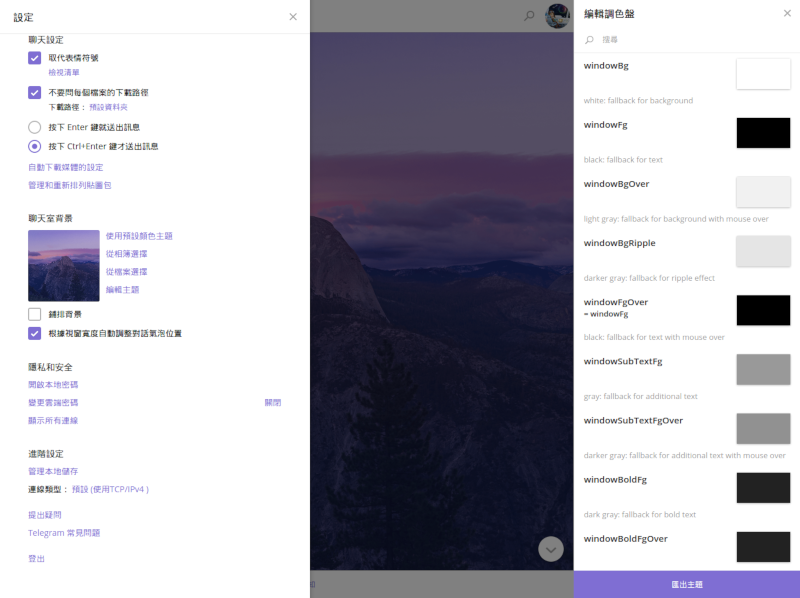 設定
聊天設定
取代表情符號
檢視清單
不要問每個檔案的下載路徑
下載路徑： 預設資料夾
按下 Enter 鍵就送出訊息
按下 Ctrl+Enter 鍵才送出訊息
自動下載媒體的設定
管理和重新排列貼圖包
聊天室背景
使用預設顏色主題
從相簿選擇
從檔案選擇
編輯主題
鋪排背景
根據視窗寬度自動調整對話氣泡位置
隱私和安全
開啟本地密碼
變更雲端密碼 關閉
顯示所有連線
進階設定
管理本地儲存
連線類型： 預設 (使用TCP/IPv4 )
提出疑問
Telegram 常見問題
登出
編輯調色盤
搜尋
windowBg
white: fallback for background
windowFg
black: fallback for text
windowBgOver
light gray: fallback for background with mouse over
windowBgRipple
darker gray: fallback for ripple effect
windowFgOver
= windowFg
black: fallback for text with mouse over
windowSubTextFg
gray: fallback for additional text
windowSubTextFgOver
darker gray: fallback for additional text with mouse over
windowBoldFg
dark gray: fallback for bold text
windowBoldFgOver
匯出主題